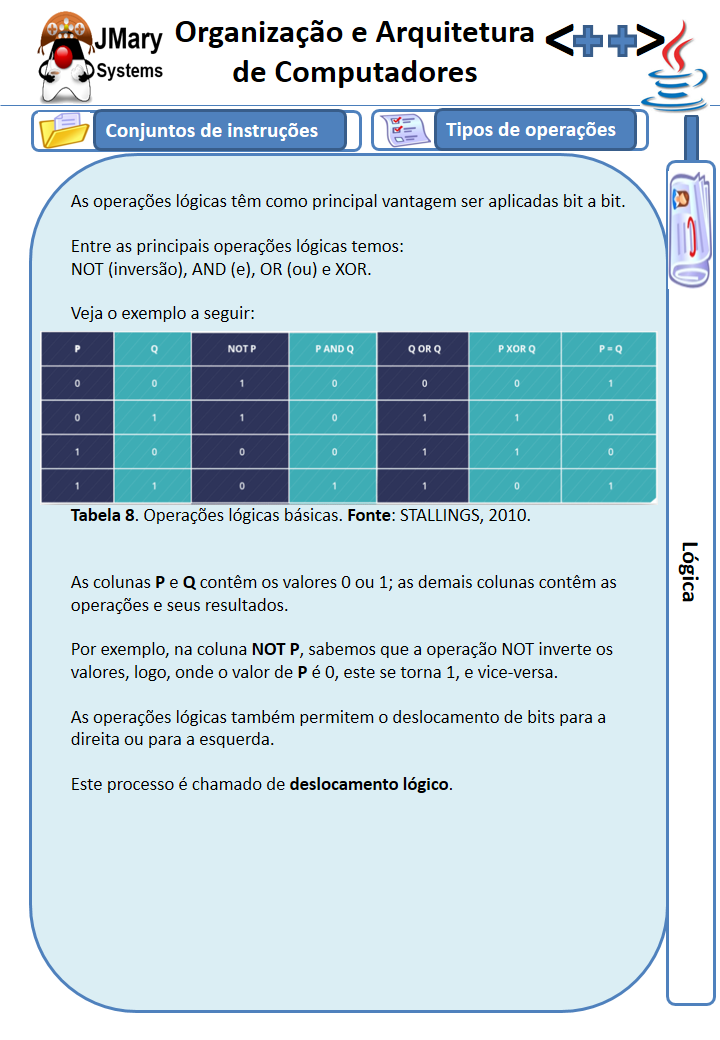 JMary
Systems
Organização e Arquitetura
de Computadores
<++>
Conjuntos de instruções
Tipos de operações
As operações lógicas têm como principal vantagem ser aplicadas bit a bit.
Entre as principais operações lógicas temos:
NOT (inversão), AND (e), OR (ou) e XOR.
Veja o exemplo a seguir:
P Q NOT P P AND Q Q OR Q P XOR Q P = Q
0 0 1 0 0 0 1
0 1 1 0 1 1 0
1 0 0 0 1 1 0
1 1 0 1 1 0 1
Tabela 8. Operações lógicas básicas. Fonte: STALLINGS, 2010.
As colunas P e Q contêm os valores 0 ou 1; as demais colunas contêm as
operações e seus resultados.
Por exemplo, na coluna NOT P, sabemos que a operação NOT inverte os
valores, logo, onde o valor de P é 0, este se torna 1, e vice-versa.
As operações lógicas também permitem o deslocamento de bits para a
direita ou para a esquerda.
Este processo é chamado de deslocamento lógico.
Lógica